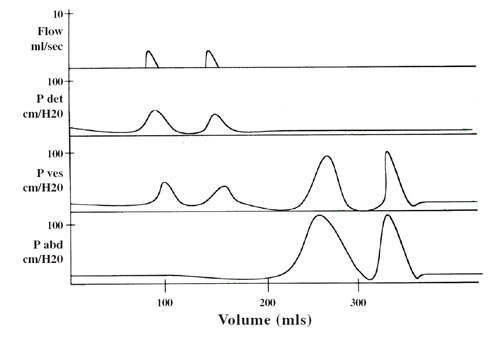 10
Flow
ml/sec
100
P det
cm/H20
100
P ves
cm/H20
100
P abd
cm/H20
100 200 300
Volume (mls)